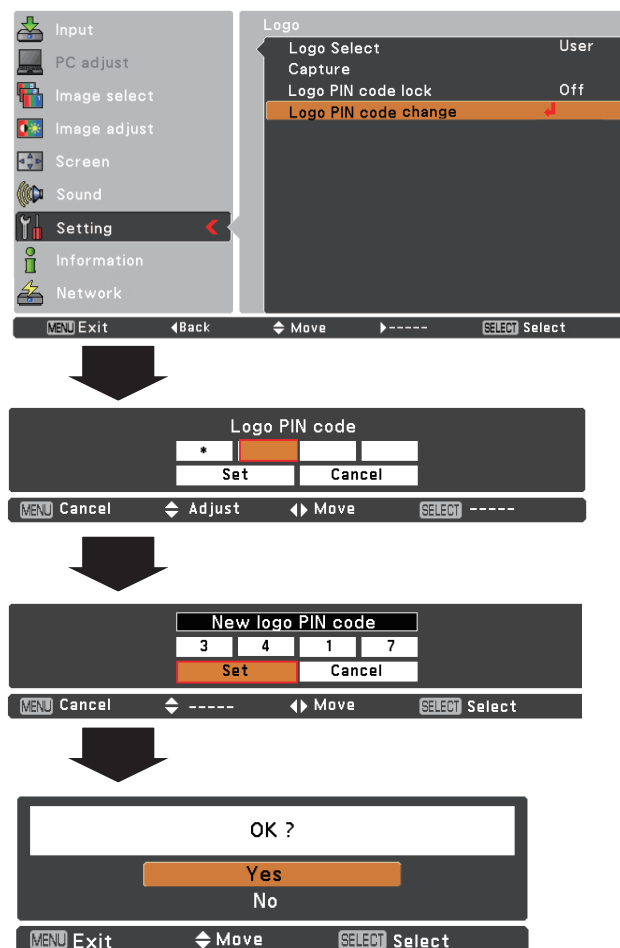 Input
PC adjust
Image select
Image adjust
Screen
Sound
Setting
Information
Network
Logo
Logo Select User
Capture
Logo PIN code lock Off
Logo PIN code change
MENU Exit ◀Back Move ▶----- SELECT Select
Logo PIN code
*
Set Cancel
MENU Cancel Adjust Move SELECT -----
New logo PIN code
3 4 1 7
Set Cancel
MENU Cancel ----- Move SELECT Select
OK ?
Yes
No
MENU Exit Move SELECT Select